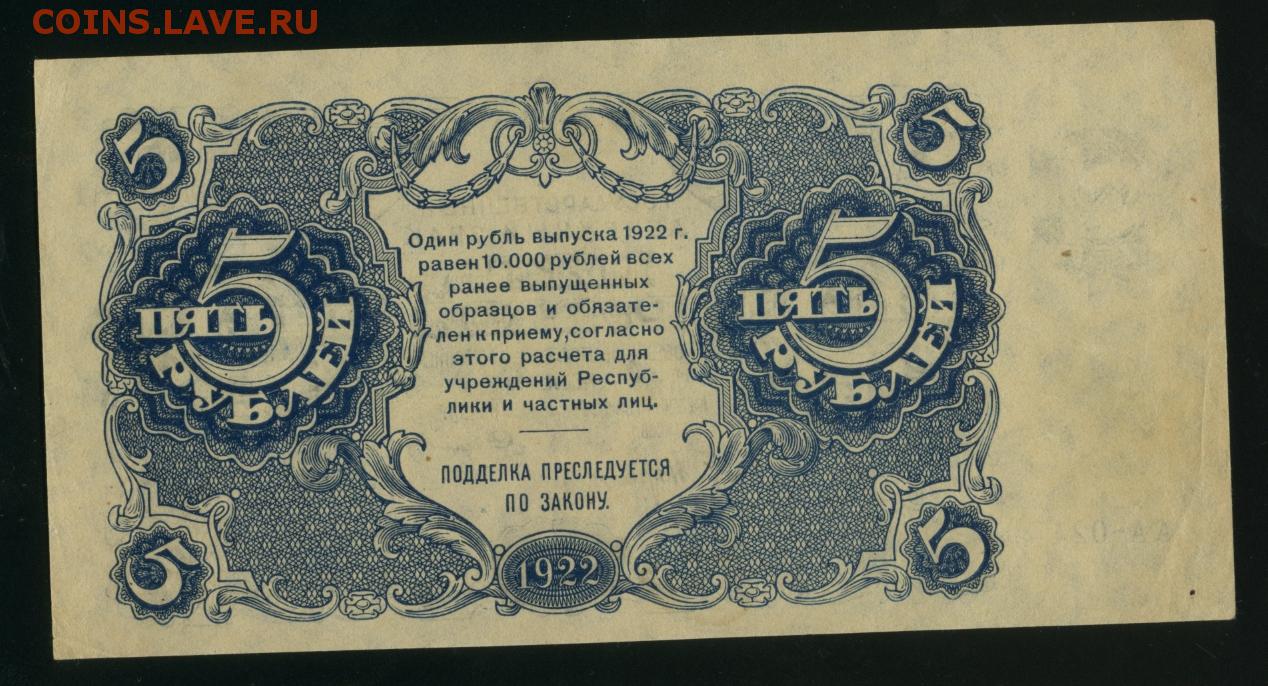 COINS.LAVE.RU
5
5
5
ПЯТЬ
РУБЛЕЙ
Один рубль выпуска 1922 г.
равен 10.000 рублей всех
ранее выпущенных
образцов и обязате-
лен к приему, согласно
этого расчета для
учреждений Респуб-
лики и частных лиц.
5
ПЯТЬ
РУБЛЕЙ
ПОДДЕЛКА ПРЕСЛЕДУЕТСЯ
ПО ЗАКОНУ.
5
1922
5